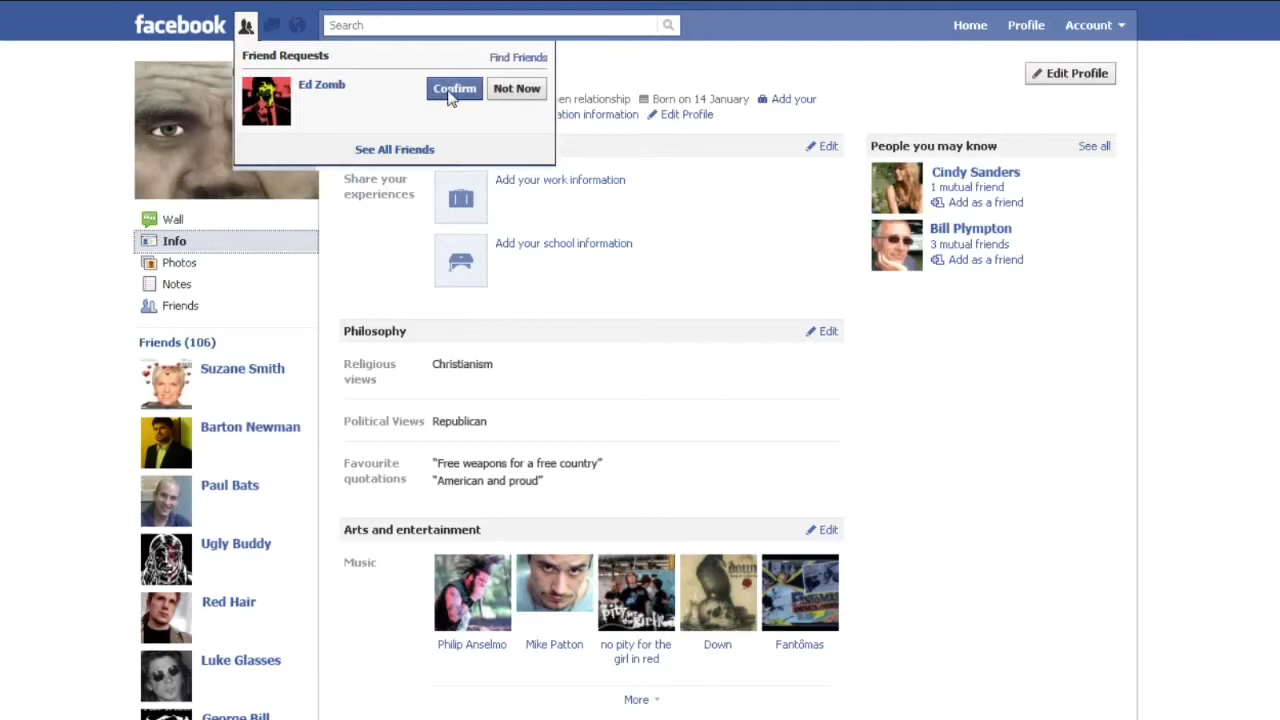 facebook
Search
Home
Profile
Account
Friend Requests
Find Friends
Ed Zomb
Confirm
Not Now
See All Friends
Edit Profile
en relationship
Born on 14 January
Add your
ation information
Edit Profile
Edit
Share your
experiences
Add your work information
Add your school information
People you may know
See all
Cindy Sanders
1 mutual friend
Add as a friend
Bill Plympton
3 mutual friends
Add as a friend
Wall
Info
Photos
Notes
Friends
Friends (106)
Suzane Smith
Barton Newman
Paul Bats
Ugly Buddy
Red Hair
Luke Glasses
George Bill
Philosophy
Edit
Religious
views
Christianism
Political Views
Republican
Favourite
quotations
"Free weapons for a free country"
"American and proud"
Arts and entertainment
Edit
Music
Philip Anselmo
Mike Patton
no pity for the
girl in red
Down
Fantômas
More